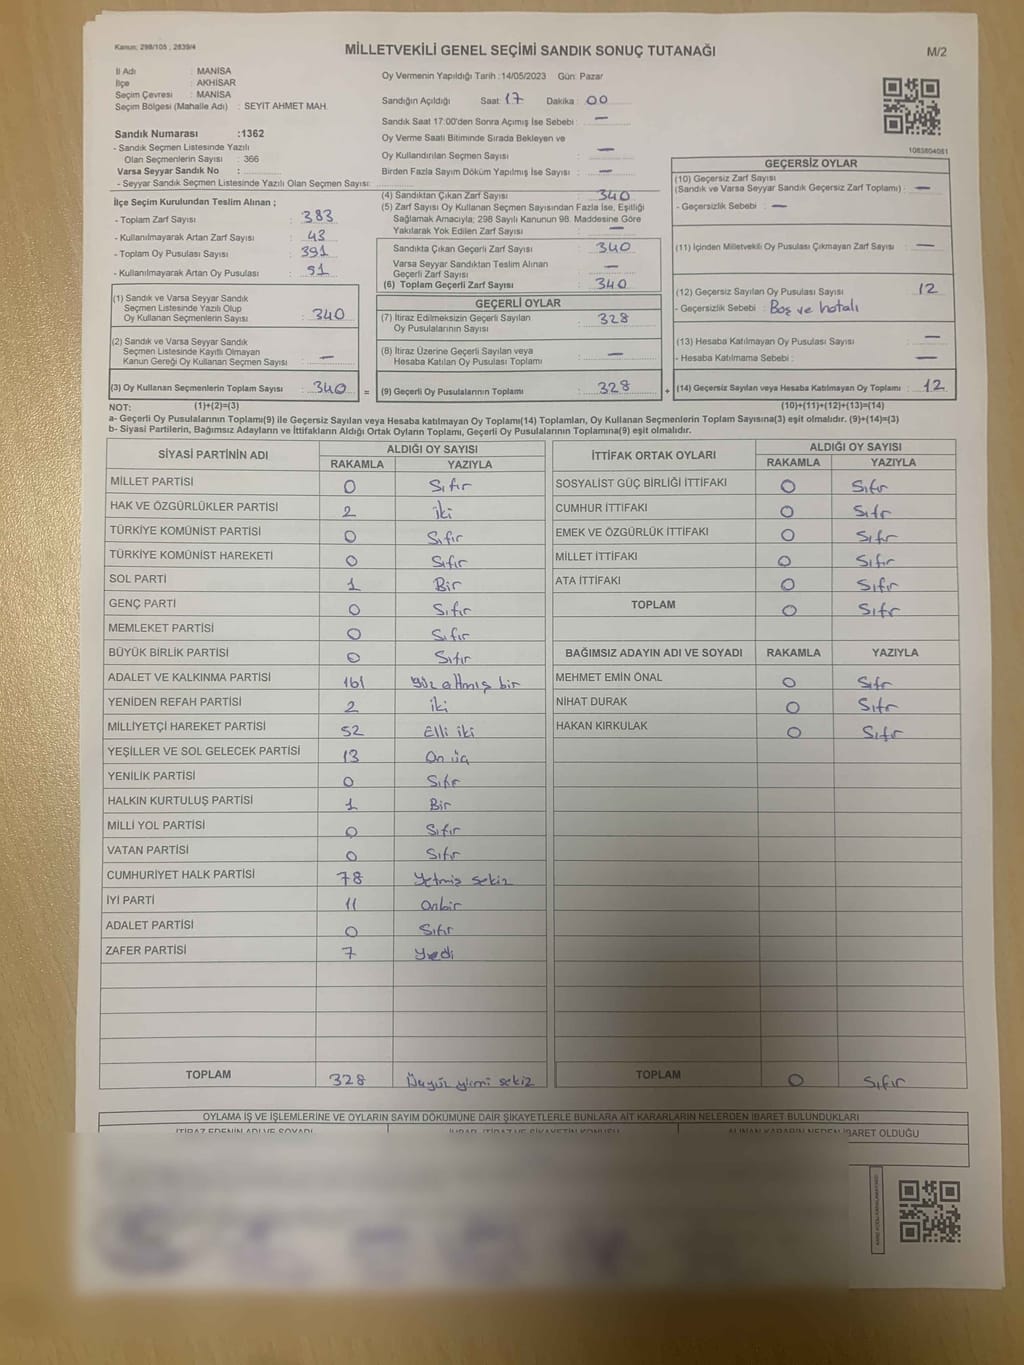 Kanun: 298/105 , 2839/4
MİLLETVEKİLİ GENEL SEÇİMİ SANDIK SONUÇ TUTANAĞI
M/2
İl Adı : MANİSA
İlçe : AKHİSAR
Seçim Çevresi : MANİSA
Seçim Bölgesi (Mahalle Adı) : SEYİT AHMET MAH.
Sandık Numarası :1362
- Sandık Seçmen Listesinde Yazılı
Olan Seçmenlerin Sayısı : 366
Varsa Seyyar Sandık No :
- Seyyar Sandık Seçmen Listesinde Yazılı Olan Seçmen Sayısı:
Oy Vermenin Yapıldığı Tarih :14/05/2023 Gün: Pazar
Sandığın Açıldığı Saat: 17 Dakika : 00
Sandık Saat 17:00'den Sonra Açımış İse Sebebi : —
Oy Verme Saati Bitiminde Sırada Bekleyen ve
Oy Kullandırılan Seçmen Sayısı : —
Birden Fazla Sayım Döküm Yapılmış İse Sayısı : —
1083804081
İlçe Seçim Kurulundan Teslim Alınan ;
- Toplam Zarf Sayısı : 383
- Kullanılmayarak Artan Zarf Sayısı : 43
- Toplam Oy Pusulası Sayısı : 391
- Kullanılmayarak Artan Oy Pusulası : 51
(1) Sandık ve Varsa Seyyar Sandık
Seçmen Listesinde Yazılı Olup
Oy Kullanan Seçmenlerin Sayısı : 340
(2) Sandık ve Varsa Seyyar Sandık
Seçmen Listesinde Kayıtlı Olmayan
Kanun Gereği Oy Kullanan Seçmen Sayısı : —
(3) Oy Kullanan Seçmenlerin Toplam Sayısı : 340 =
(4) Sandıktan Çıkan Zarf Sayısı : 340
(5) Zarf Sayısı Oy Kullanan Seçmen Sayısından Fazla İse, Eşitliği
Sağlamak Amacıyla; 298 Sayılı Kanunun 98. Maddesine Göre
Yakılarak Yok Edilen Zarf Sayısı : —
Sandıkta Çıkan Geçerli Zarf Sayısı : 340
Varsa Seyyar Sandıktan Teslim Alınan
Geçerli Zarf Sayısı : —
(6) Toplam Geçerli Zarf Sayısı : 340
GEÇERLİ OYLAR
(7) İtiraz Edilmeksizin Geçerli Sayılan
Oy Pusulalarının Sayısı : 328
(8) İtiraz Üzerine Geçerli Sayılan veya
Hesaba Katılan Oy Pusulası Toplamı : —
(9) Geçerli Oy Pusulalarının Toplamı : 328 +
GEÇERSİZ OYLAR
(10) Geçersiz Zarf Sayısı
(Sandık ve Varsa Seyyar Sandık Geçersiz Zarf Toplamı) : —
- Geçersizlik Sebebi : —
(11) İçinden Milletvekili Oy Pusulası Çıkmayan Zarf Sayısı : —
(12) Geçersiz Sayılan Oy Pusulası Sayısı : 12
- Geçersizlik Sebebi : Boş ve hatalı
(13) Hesaba Katılmayan Oy Pusulası Sayısı : —
- Hesaba Katılmama Sebebi : —
(14) Geçersiz Sayılan veya Hesaba Katılmayan Oy Toplamı : 12
NOT: (1)+(2)=(3) (10)+(11)+(12)+(13)=(14)
a- Geçerli Oy Pusulalarının Toplamı(9) ile Geçersiz Sayılan veya Hesaba katılmayan Oy Toplamı(14) Toplamları, Oy Kullanan Seçmenlerin Toplam Sayısına(3) eşit olmalıdır. (9)+(14)=(3)
b- Siyasi Partilerin, Bağımsız Adayların ve İttifakların Aldığı Oy Ortak Oyların Toplamı, Geçerli Oy Pusulalarının Toplamına(9) eşit olmalıdır.
SİYASİ PARTİNİN ADI ALDIĞI OY SAYISI
RAKAMLA YAZIYLA
MİLLET PARTİSİ 0 Sıfır
HAK VE ÖZGÜRLÜKLER PARTİSİ 2 iki
TÜRKİYE KOMÜNİST PARTİSİ 0 Sıfır
TÜRKİYE KOMÜNİST HAREKETİ 0 Sıfır
SOL PARTİ 1 Bir
GENÇ PARTİ 0 Sıfır
MEMLEKET PARTİSİ 0 Sıfır
BÜYÜK BİRLİK PARTİSİ 0 Sıfır
ADALET VE KALKINMA PARTİSİ 161 yüz altmış bir
YENİDEN REFAH PARTİSİ 2 iki
MİLLİYETÇİ HAREKET PARTİSİ 52 Elli iki
YEŞİLLER VE SOL GELECEK PARTİSİ 13 On üç
YENİLİK PARTİSİ 0 Sıfır
HALKIN KURTULUŞ PARTİSİ 1 Bir
MİLLİ YOL PARTİSİ 0 Sıfır
VATAN PARTİSİ 0 Sıfır
CUMHURİYET HALK PARTİSİ 78 Yetmiş sekiz
İYİ PARTİ 11 Onbir
ADALET PARTİSİ 0 Sıfır
ZAFER PARTİSİ 7 Yedi
TOPLAM 328 Üçyüz yirmi sekiz
İTTİFAK ORTAK OYLARI ALDIĞI OY SAYISI
RAKAMLA YAZIYLA
SOSYALİST GÜÇ BİRLİĞİ İTTİFAKI 0 Sıfır
CUMHUR İTTİFAKI 0 Sıfır
EMEK VE ÖZGÜRLÜK İTTİFAKI 0 Sıfır
MİLLET İTTİFAKI 0 Sıfır
ATA İTTİFAKI 0 Sıfır
TOPLAM 0 Sıfır
BAĞIMSIZ ADAYIN ADI VE SOYADI RAKAMLA YAZIYLA
MEHMET EMİN ÖNAL 0 Sıfır
NİHAT DURAK 0 Sıfır
HAKAN KIRKULAK 0 Sıfır
TOPLAM 0 Sıfır
OYLAMA İŞ VE İŞLEMLERİNE VE OYLARIN SAYIM DÖKÜMÜNE DAİR ŞİKAYETLERLE BUNLARA AİT KARARLARIN NELERDEN İBARET BULUNDUKLARI
İTİRAZ EDENİN ADI VE SOYADI ALINAN KARARIN NEDEN İBARET OLDUĞU